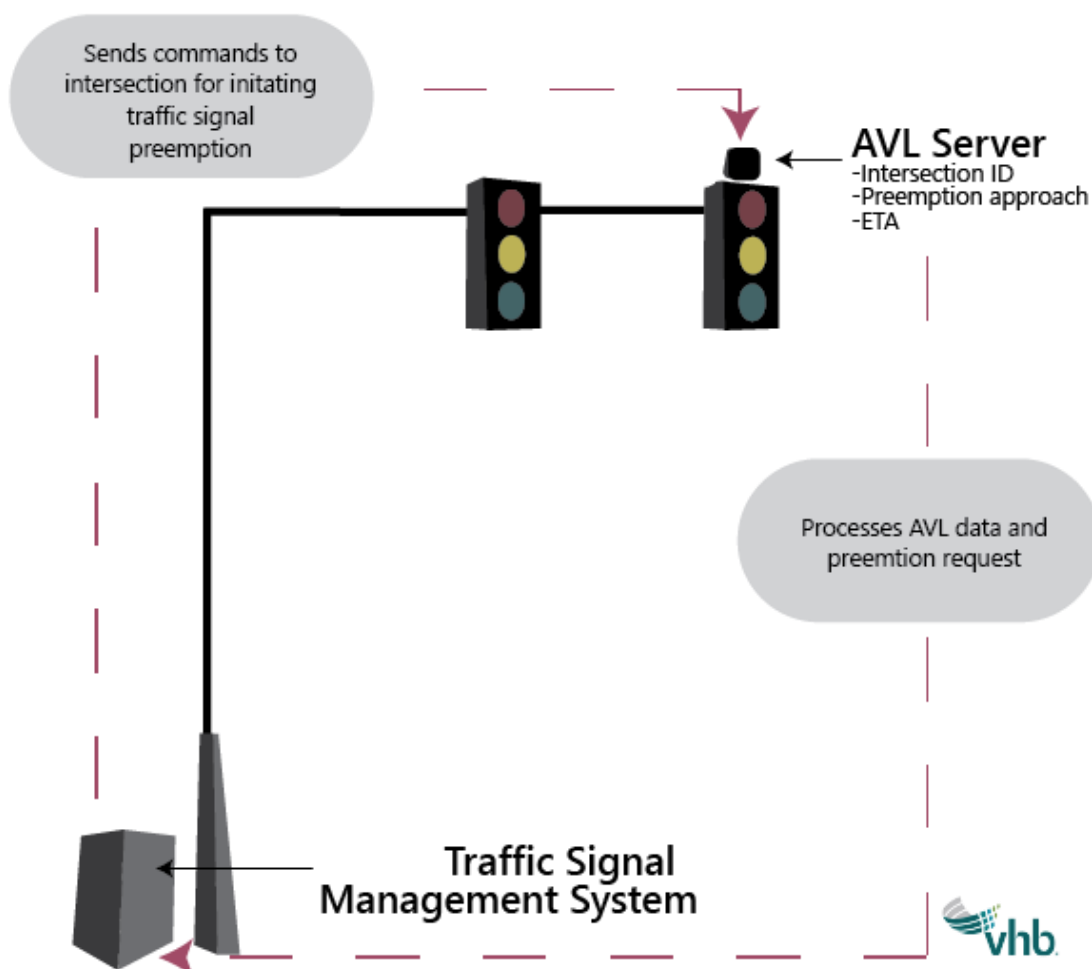 Sends commands to
intersection for initating
traffic signal
preemption
AVL Server
-Intersection ID
-Preemption approach
-ETA
Processes AVL data and
preemtion request
Traffic Signal
Management System
vhb.